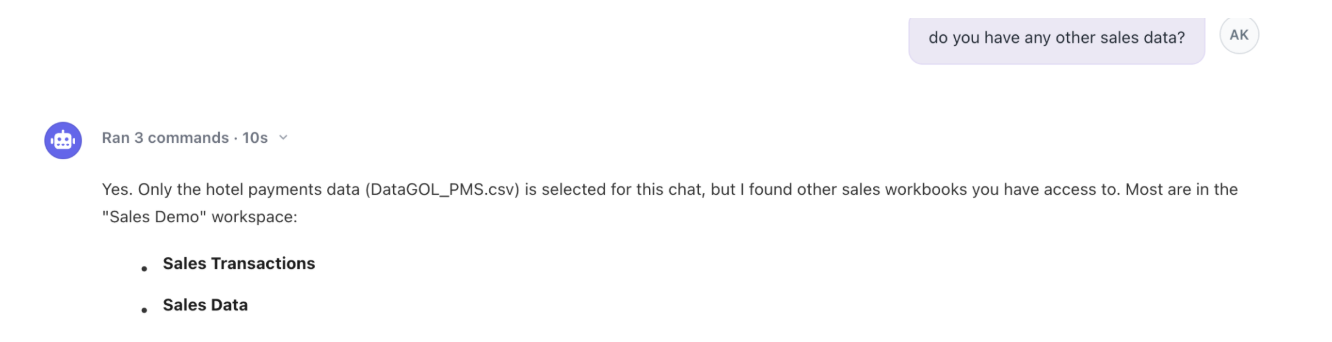 do you have any other sales data?
AK
Ran 3 commands · 10s
Yes. Only the hotel payments data (DataGOL_PMS.csv) is selected for this chat, but I found other sales workbooks you have access to. Most are in the
"Sales Demo" workspace:
• Sales Transactions
• Sales Data